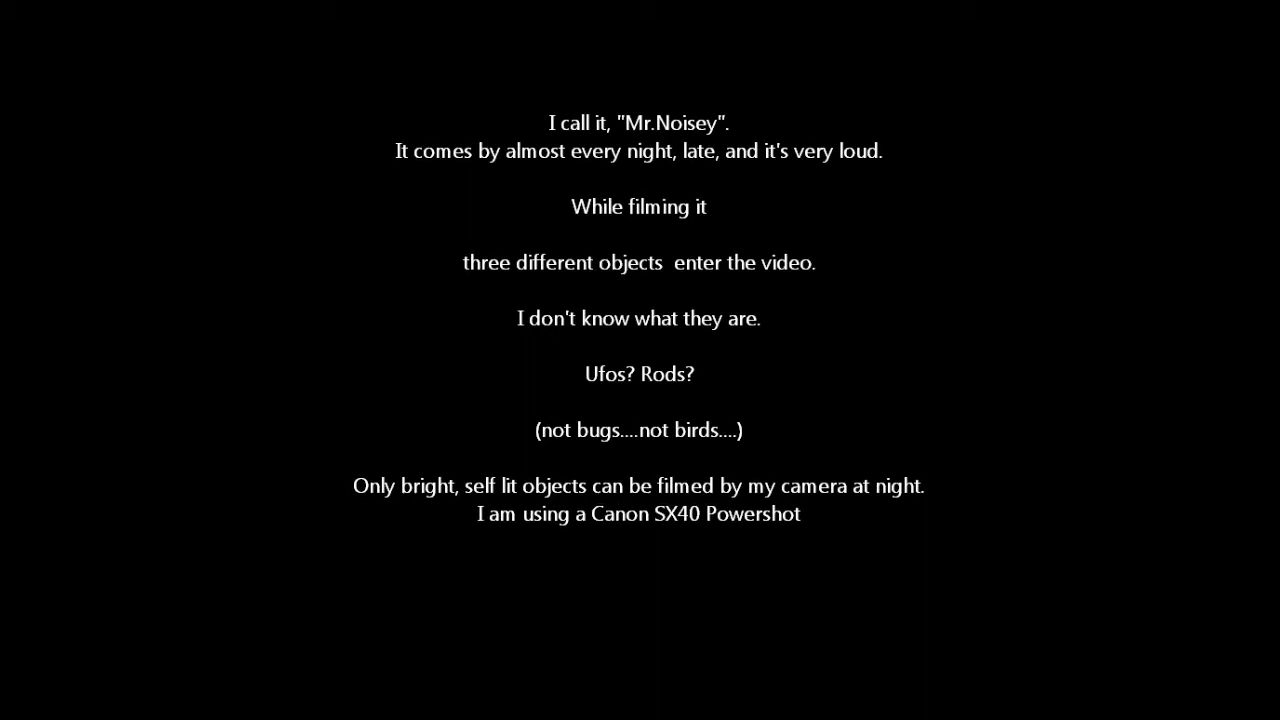 I call it, "Mr.Noisey".
It comes by almost every night, late, and it's very loud.
While filming it
three different objects  enter the video.
I don't know what they are.
Ufos? Rods?
(not bugs....not birds....)
Only bright, self lit objects can be filmed by my camera at night.
I am using a Canon SX40 Powershot